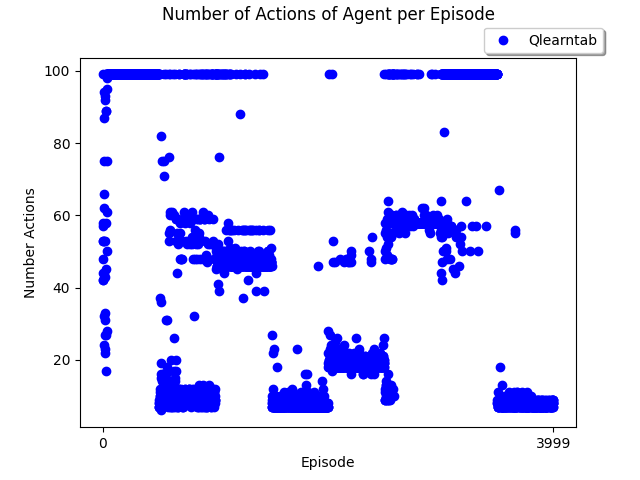 Number of Actions of Agent per Episode
Qlearntab
100
80
60
40
20
Number Actions
0
3999
Episode